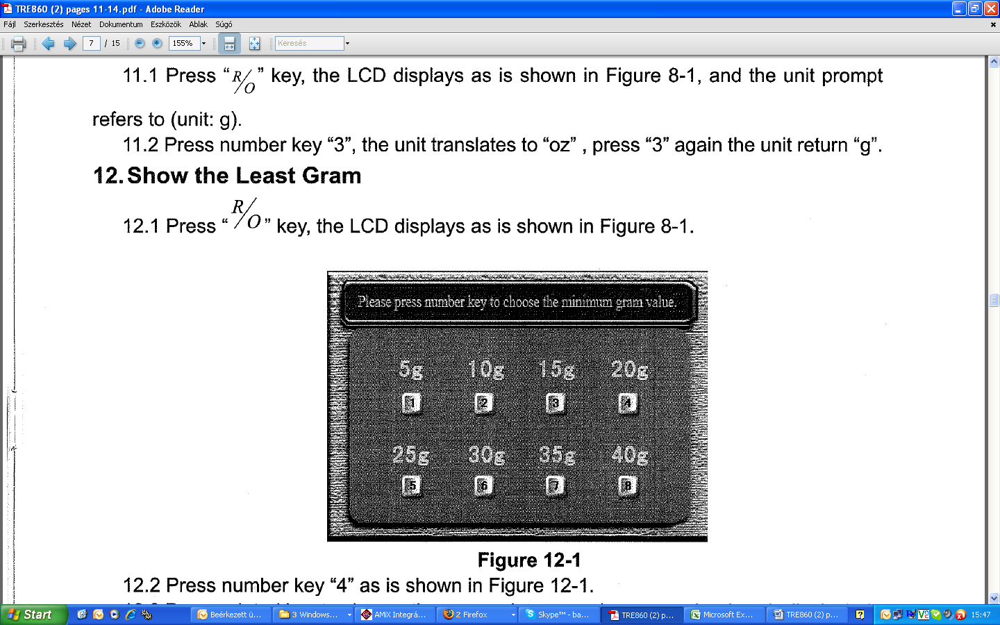 TRE860 (2) pages 11-14.pdf - Adobe Reader
Fájl Szerkesztés Nézet Dokumentum Eszközök Ablak Súgó
7 / 15 155% Keresés
11.1 Press “R/O” key, the LCD displays as is shown in Figure 8-1, and the unit prompt
refers to (unit: g).
11.2 Press number key “3”, the unit translates to “oz” , press “3” again the unit return “g”.
12. Show the Least Gram
12.1 Press “R/O” key, the LCD displays as is shown in Figure 8-1.
Please press number key to choose the minimum gram value.
5g 10g 15g 20g
1 2 3 4
25g 30g 35g 40g
5 6 7 8
Figure 12-1
12.2 Press number key “4” as is shown in Figure 12-1.
Start Beérkezett ü... 3 Windows... AMiX Integrá... 2 Firefox Skype™ - ba... TRE860 (2) p... Microsoft Ex... TRE860 (2) p... V2 15:47